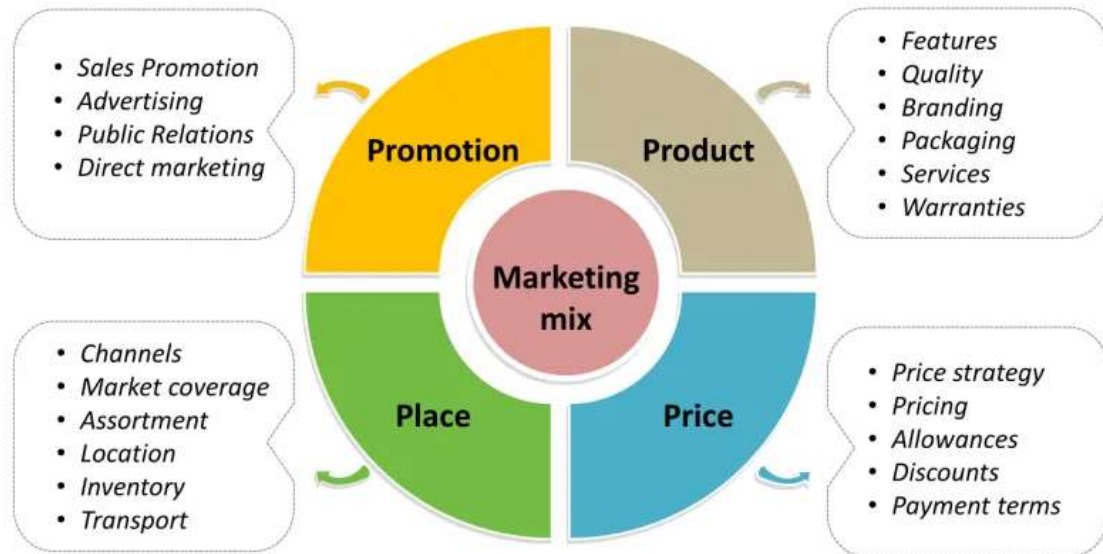 • Sales Promotion
• Advertising
• Public Relations
• Direct marketing
Promotion
Product
• Features
• Quality
• Branding
• Packaging
• Services
• Warranties
Marketing
mix
• Channels
• Market coverage
• Assortment
• Location
• Inventory
• Transport
Place
Price
• Price strategy
• Pricing
• Allowances
• Discounts
• Payment terms